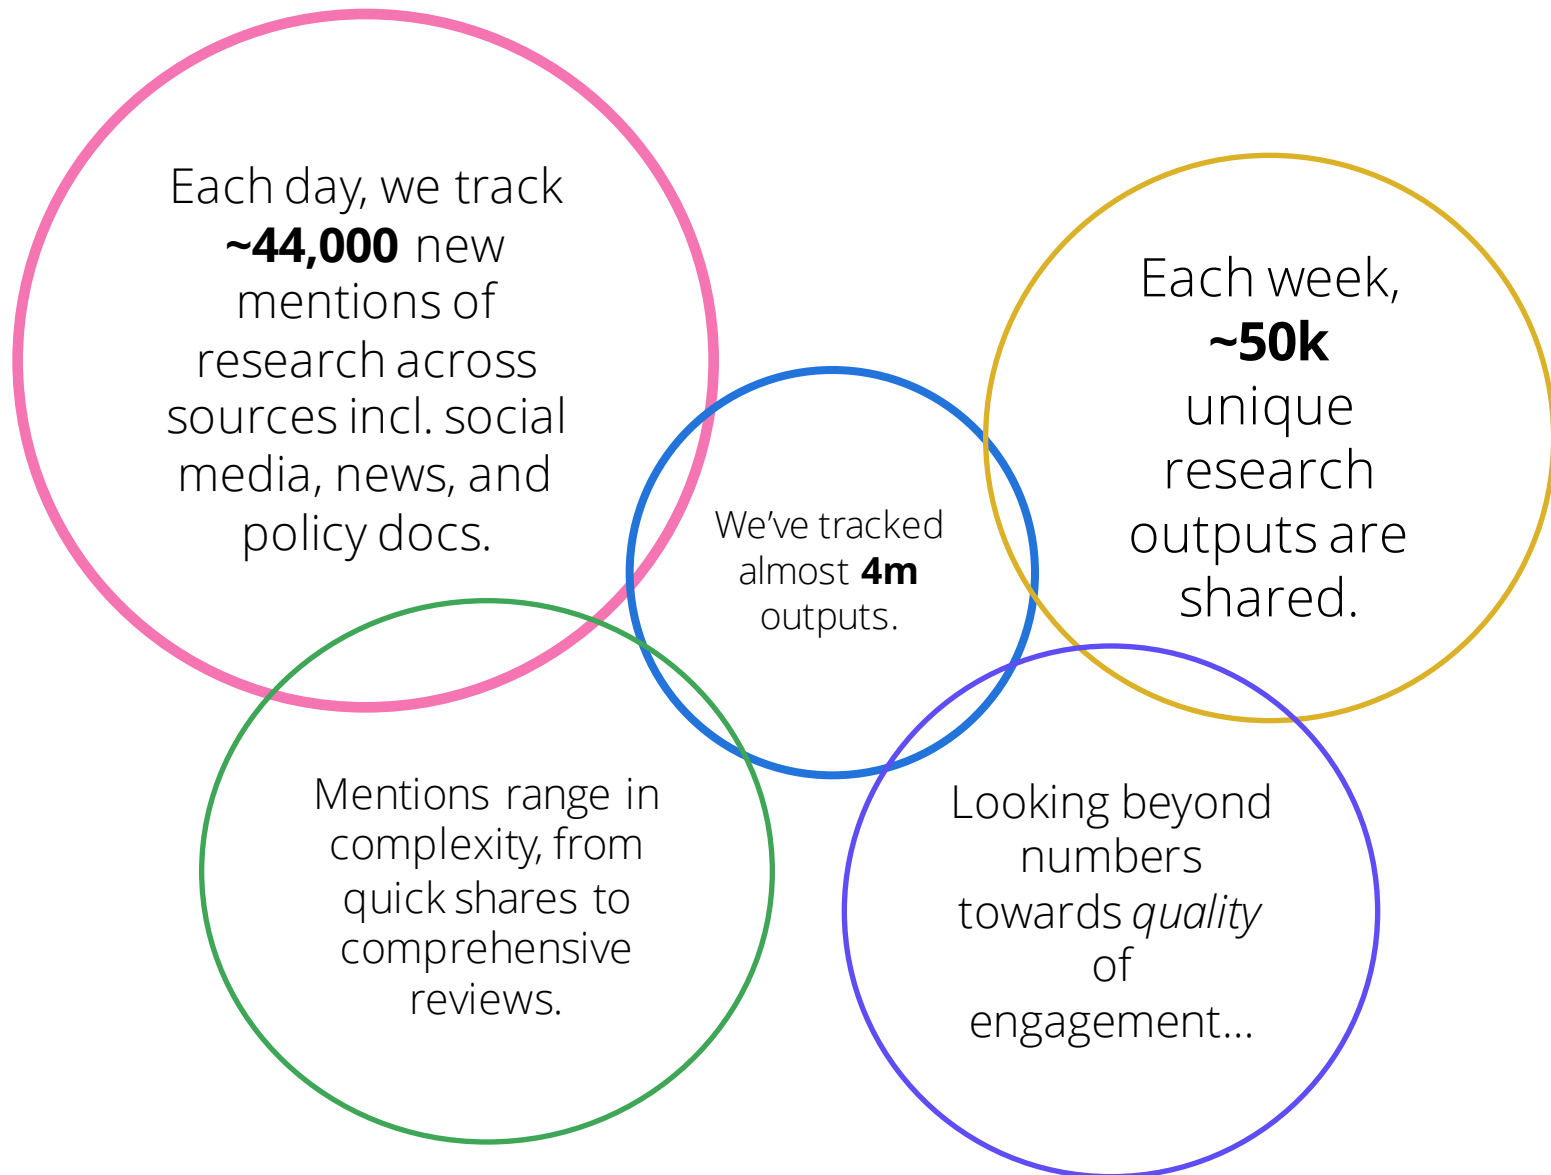 Each day, we track
~44,000 new
mentions of
research across
sources incl. social
media, news, and
policy docs.
Each week,
~50k
unique
research
outputs are
shared.
We’ve tracked
almost 4m
outputs.
Mentions range in
complexity, from
quick shares to
comprehensive
reviews.
Looking beyond
numbers
towards quality
of
engagement...